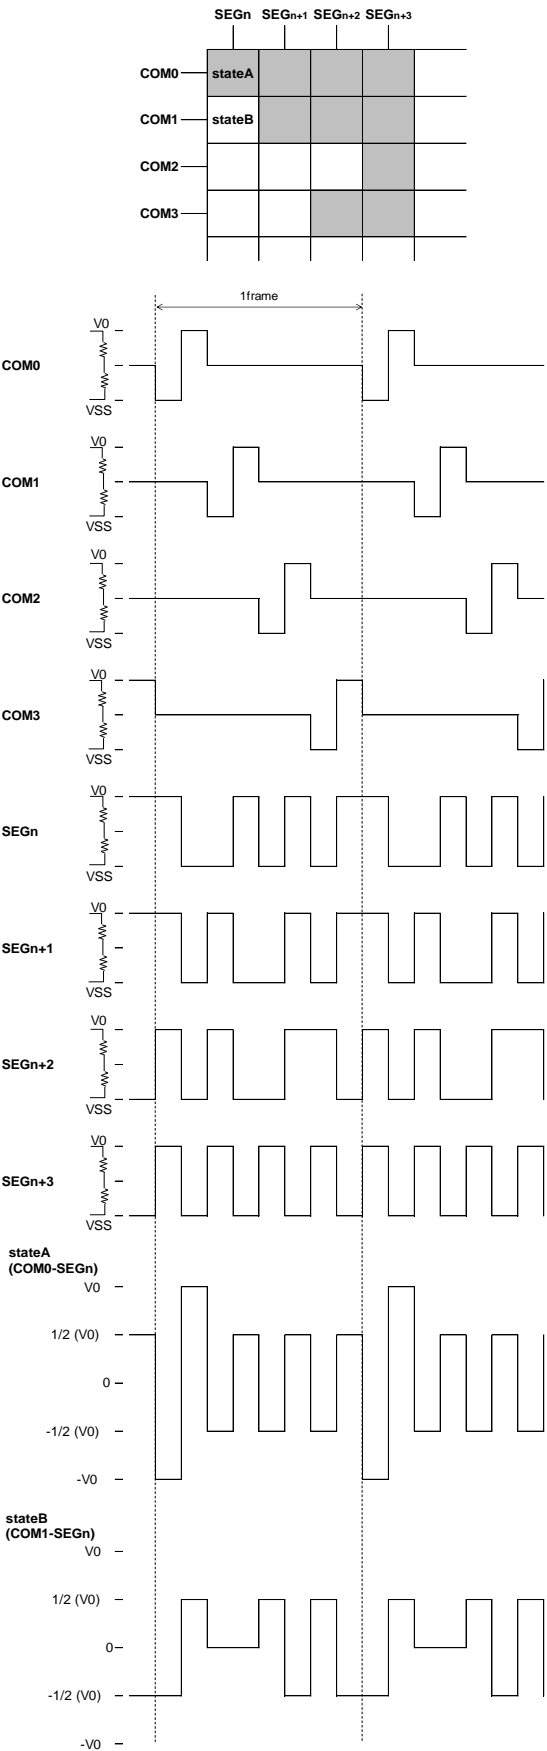 SEGn SEGn+1 SEGn+2 SEGn+3
COM0 stateA
COM1 stateB
COM2
COM3
1frame
V0
COM0
VSS
V0
COM1
VSS
V0
COM2
VSS
V0
COM3
VSS
V0
SEGn
VSS
V0
SEGn+1
VSS
V0
SEGn+2
VSS
V0
SEGn+3
VSS
stateA
(COM0-SEGn)
V0
1/2 (V0)
0
-1/2 (V0)
-V0
stateB
(COM1-SEGn)
V0
1/2 (V0)
0
-1/2 (V0)
-V0